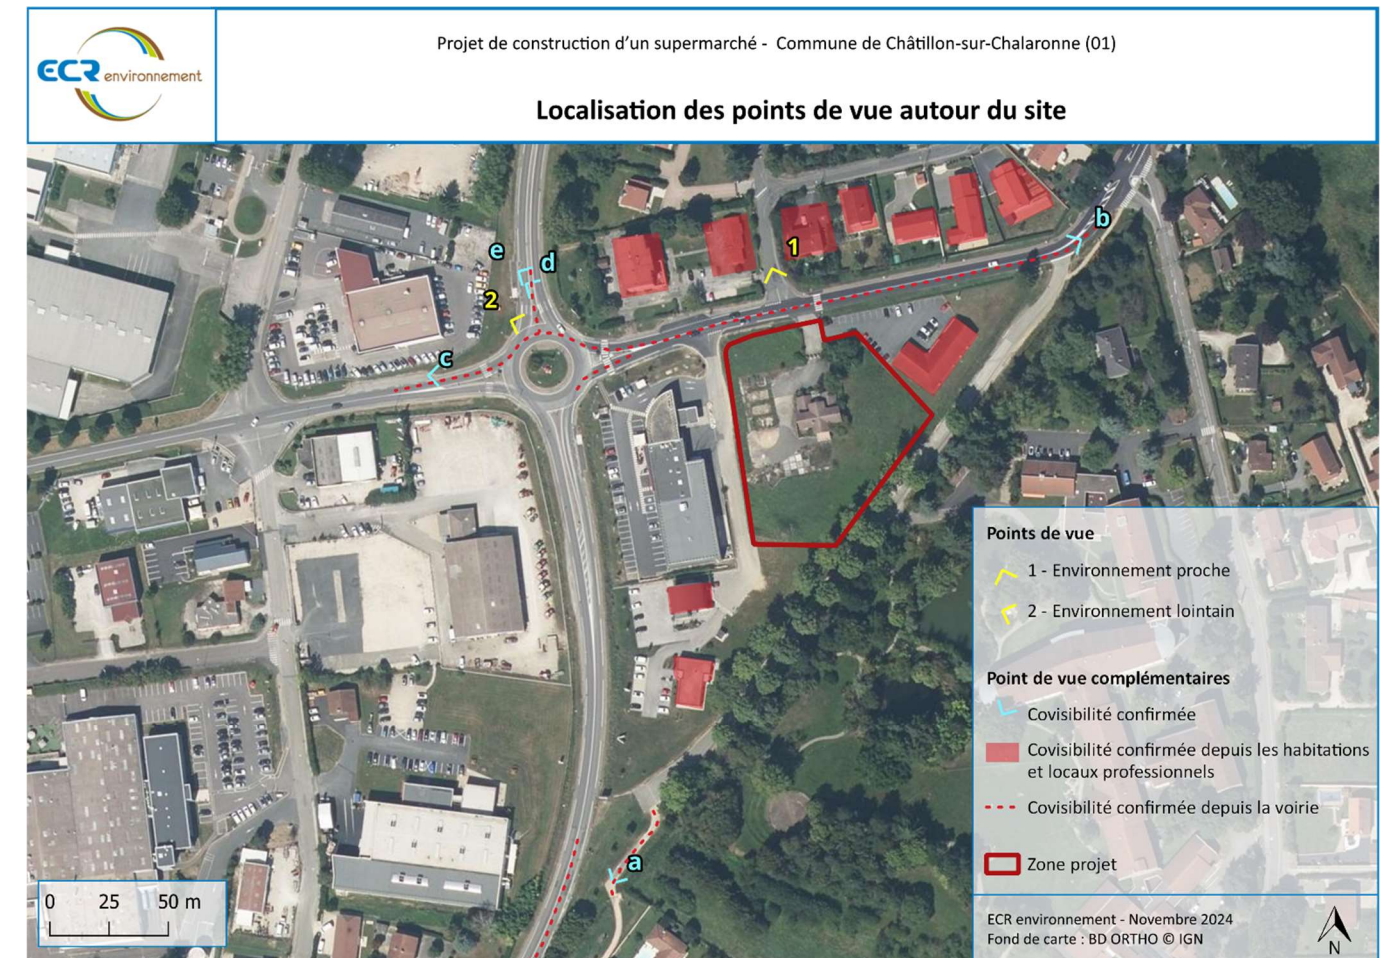 ECR environnement
Projet de construction d'un supermarché - Commune de Châtillon-sur-Chalaronne (01)
Localisation des points de vue autour du site
b
1
e
d
2
c
a
Points de vue
1 - Environnement proche
2 - Environnement lointain
Point de vue complémentaires
Covisibilité confirmée
Covisibilité confirmée depuis les habitations
et locaux professionnels
Covisibilité confirmée depuis la voirie
Zone projet
0 25 50 m
ECR environnement - Novembre 2024
Fond de carte : BD ORTHO © IGN
N